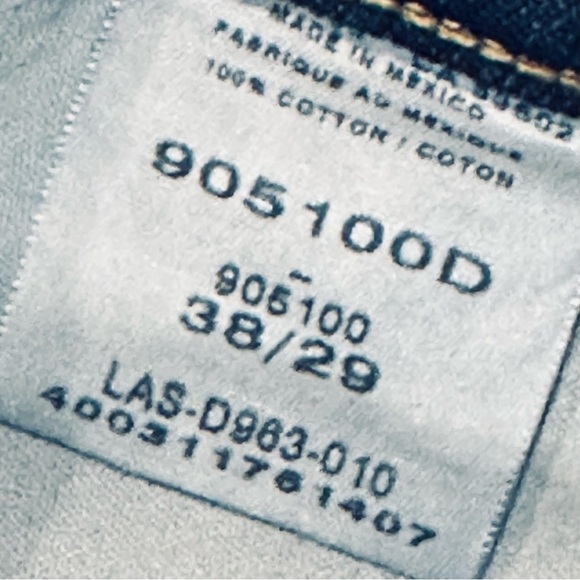 MADE IN MEXICO
FABRIQUE AU MEXIQUE
100% COTTON / COTON
905100D
905100
38/29
LAS-D963-010
400311761407